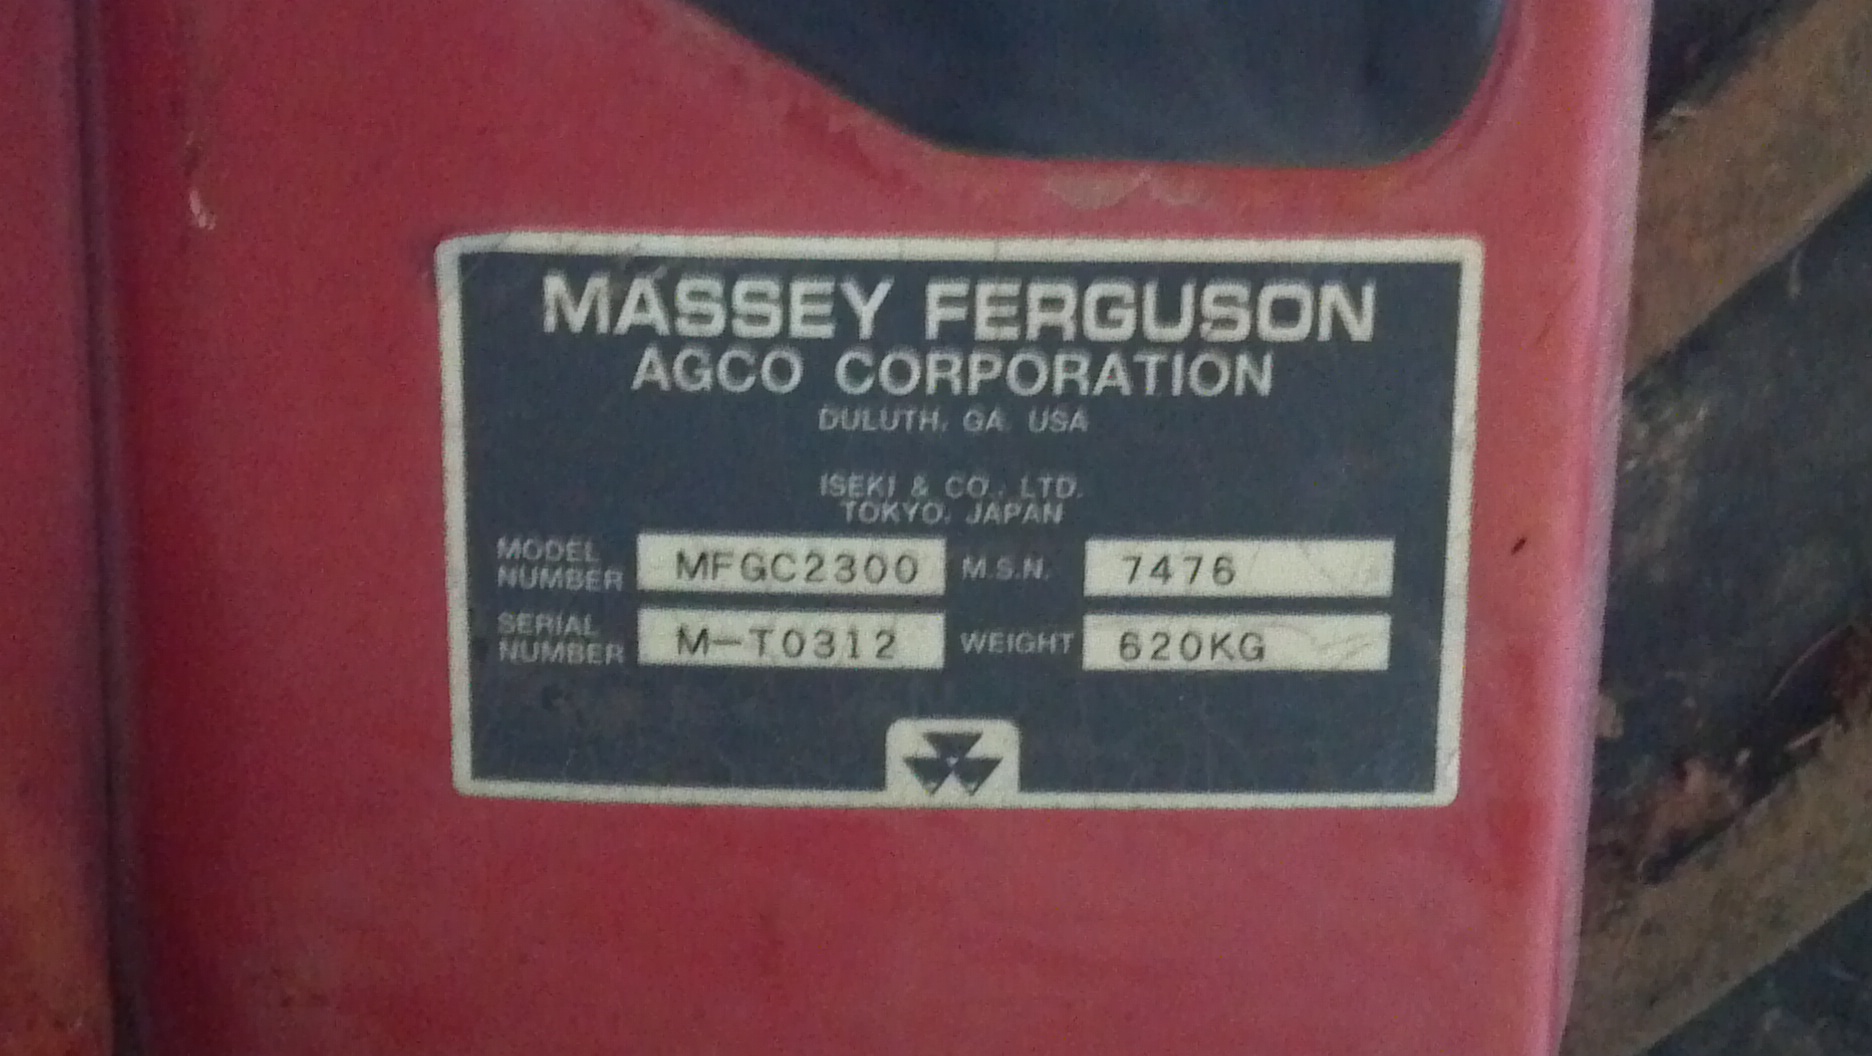 MASSEY FERGUSON
AGCO CORPORATION
DULUTH, GA. USA
ISEKI & CO., LTD.
TOKYO, JAPAN
MODEL NUMBER MFGC2300 M.S.N. 7476
SERIAL NUMBER M-T0312 WEIGHT 620KG